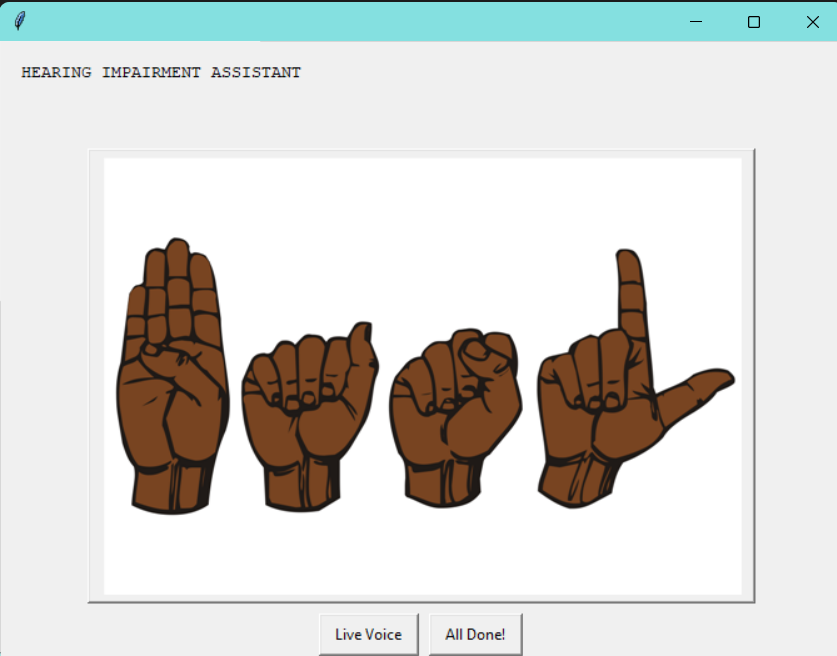 HEARING IMPAIRMENT ASSISTANT
Live Voice
All Done!